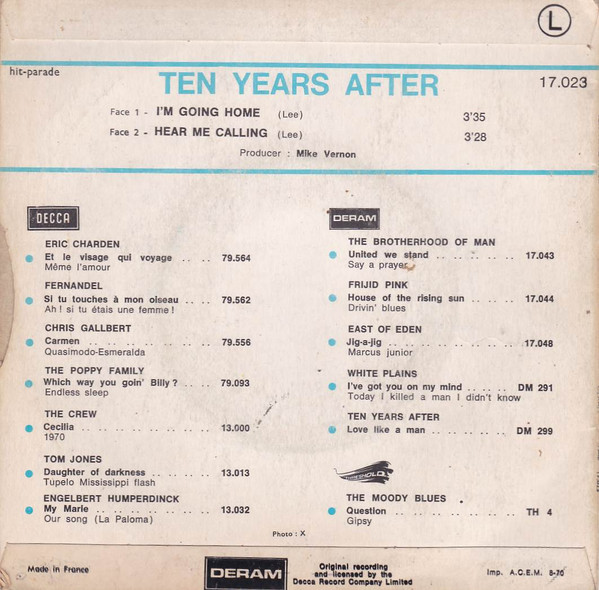 L
hit-parade
TEN YEARS AFTER
17.023
Face 1 - I'M GOING HOME (Lee) 3'35
Face 2 - HEAR ME CALLING (Lee) 3'28
Producer : Mike Vernon
DECCA
ERIC CHARDEN
Et le visage qui voyage .. .. .. 79.564
Même l'amour
FERNANDEL
Si tu touches à mon oiseau .. .. 79.562
Ah ! si tu étais une femme !
CHRIS GALLBERT
Carmen .. .. .. .. .. .. .. 79.556
Quasimodo-Esmeralda
THE POPPY FAMILY
Which way you goin' Billy ? .. .. 79.093
Endless sleep
THE CREW
Cecilia .. .. .. .. .. .. .. 13.000
1970
TOM JONES
Daughter of darkness .. .. .. .. 13.013
Tupelo Mississippi flash
ENGELBERT HUMPERDINCK
My Marie .. .. .. .. .. .. 13.032
Our song (La Paloma)
DERAM
THE BROTHERHOOD OF MAN
United we stand .. .. .. .. .. 17.043
Say a prayer
FRIJID PINK
House of the rising sun .. .. .. 17.044
Drivin' blues
EAST OF EDEN
Jig-a-jig .. .. .. .. .. .. .. 17.048
Marcus junior
WHITE PLAINS
I've got you on my mind .. .. .. DM 291
Today I killed a man I didn't know
TEN YEARS AFTER
Love like a man .. .. .. .. .. DM 299
THRESHOLD
THE MOODY BLUES
Question .. .. .. .. .. .. TH 4
Gipsy
Photo : X
Made in France
DERAM
Original recording
and licensed by the
Decca Record Company Limited
Imp. A.C.E.M. 8-70